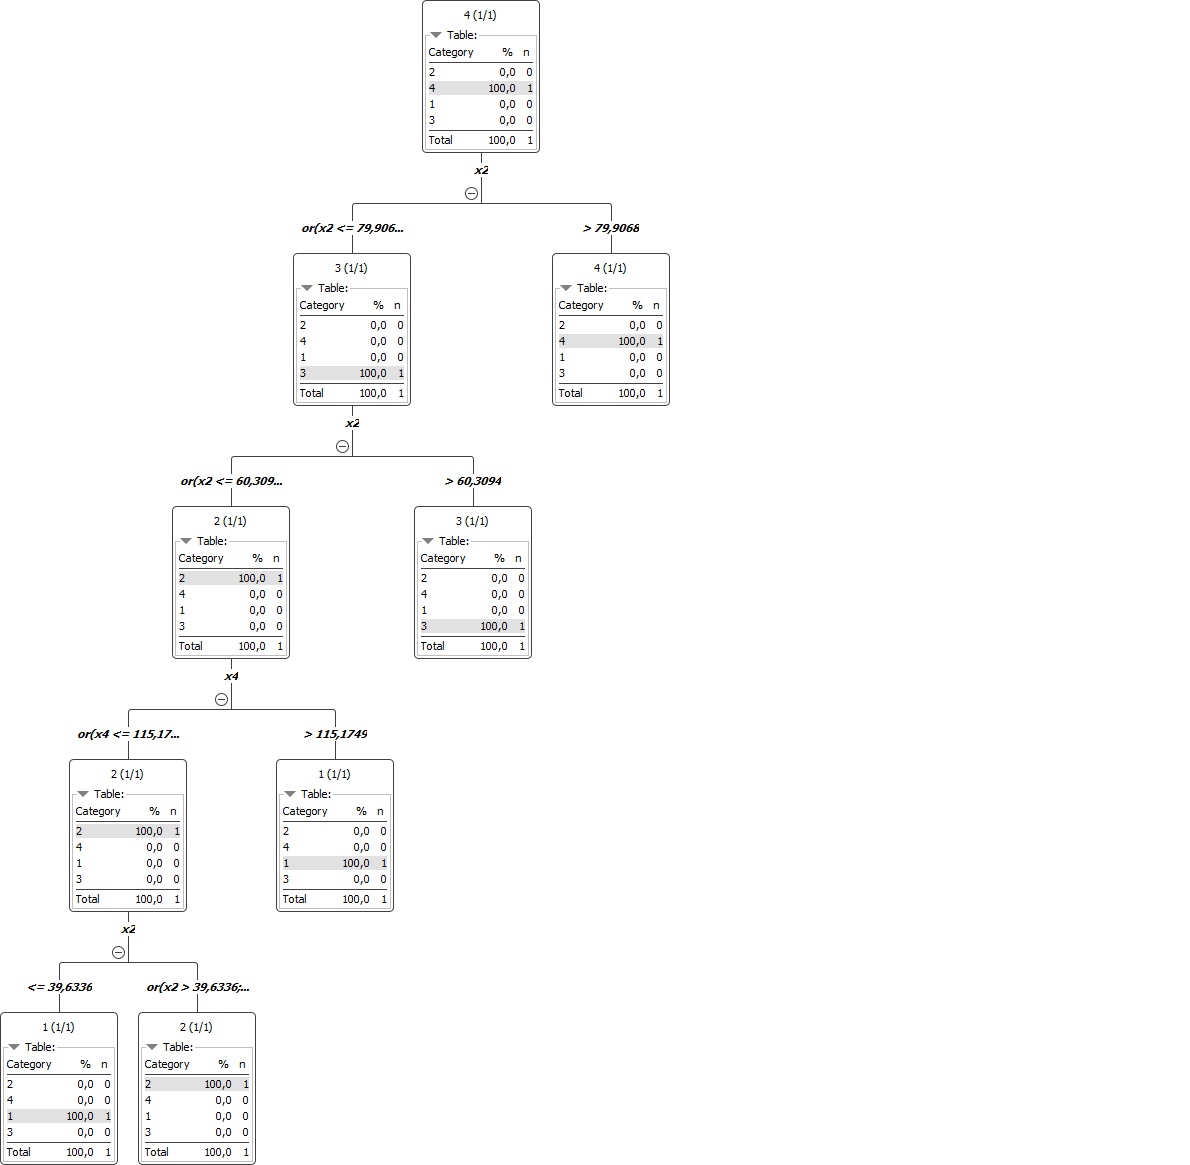 4 (1/1)
Table:
Category % n
2 0,0 0
4 100,0 1
1 0,0 0
3 0,0 0
Total 100,0 1
x2
or(x2 <= 79,906...
> 79,9068
3 (1/1)
Table:
Category % n
2 0,0 0
4 0,0 0
1 0,0 0
3 100,0 1
Total 100,0 1
4 (1/1)
Table:
Category % n
2 0,0 0
4 100,0 1
1 0,0 0
3 0,0 0
Total 100,0 1
x2
or(x2 <= 60,309...
> 60,3094
2 (1/1)
Table:
Category % n
2 100,0 1
4 0,0 0
1 0,0 0
3 0,0 0
Total 100,0 1
3 (1/1)
Table:
Category % n
2 0,0 0
4 0,0 0
1 0,0 0
3 100,0 1
Total 100,0 1
x4
or(x4 <= 115,17...
> 115,1749
2 (1/1)
Table:
Category % n
2 100,0 1
4 0,0 0
1 0,0 0
3 0,0 0
Total 100,0 1
1 (1/1)
Table:
Category % n
2 0,0 0
4 0,0 0
1 100,0 1
3 0,0 0
Total 100,0 1
x2
<= 39,6336
or(x2 > 39,6336;...
1 (1/1)
Table:
Category % n
2 0,0 0
4 0,0 0
1 100,0 1
3 0,0 0
Total 100,0 1
2 (1/1)
Table:
Category % n
2 100,0 1
4 0,0 0
1 0,0 0
3 0,0 0
Total 100,0 1